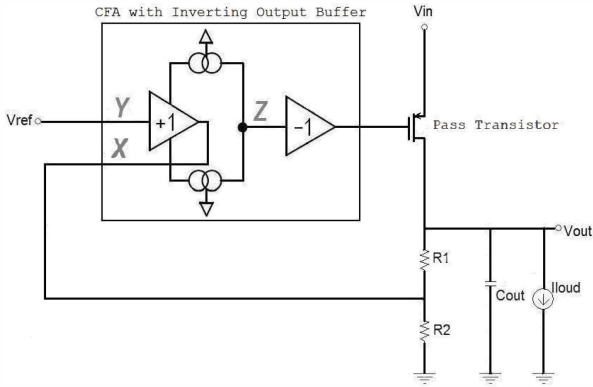 CFA with Inverting Output Buffer
Vin
Vref
Y
+1
X
Z
-1
Pass Transistor
Vout
R1
Cout
Iloud
R2